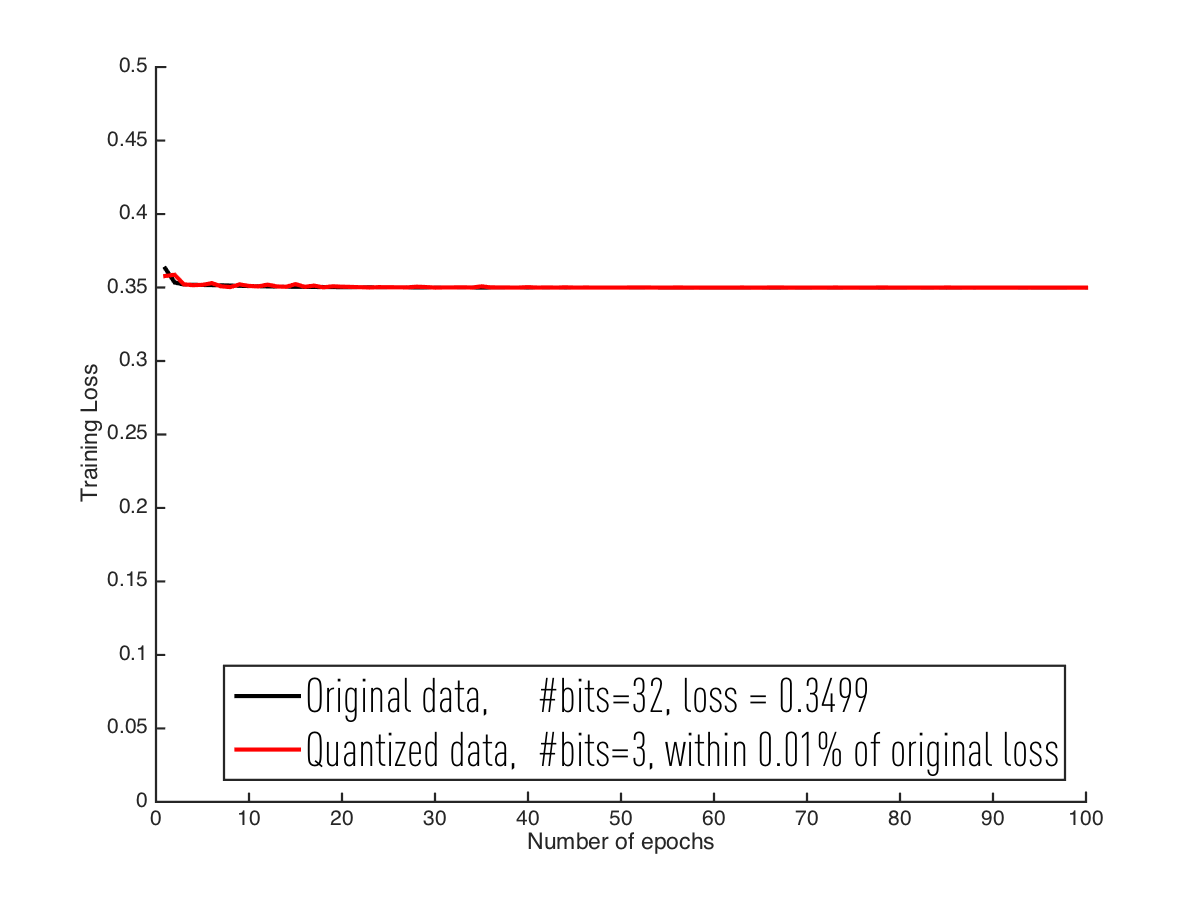 0.5
0.45
0.4
0.35
0.3
0.25
0.2
0.15
0.1
0.05
0
Training Loss
Original data, #bits=32, loss = 0.3499
Quantized data, #bits=3, within 0.01% of original loss
0 10 20 30 40 50 60 70 80 90 100
Number of epochs